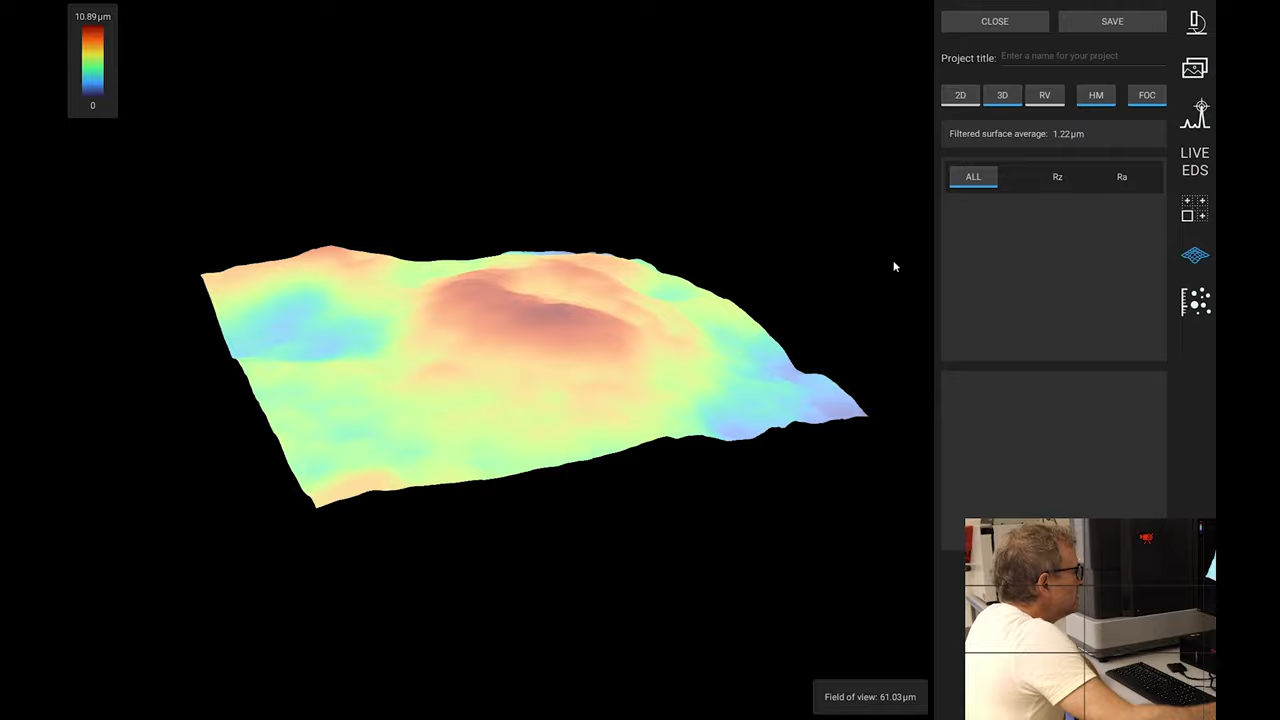 10.89 μm
0
CLOSE SAVE
Project title: Enter a name for your project
2D 3D RV HM FOC
Filtered surface average: 1.22 μm
ALL Rz Ra
LIVE
EDS
Field of view: 61.03 μm